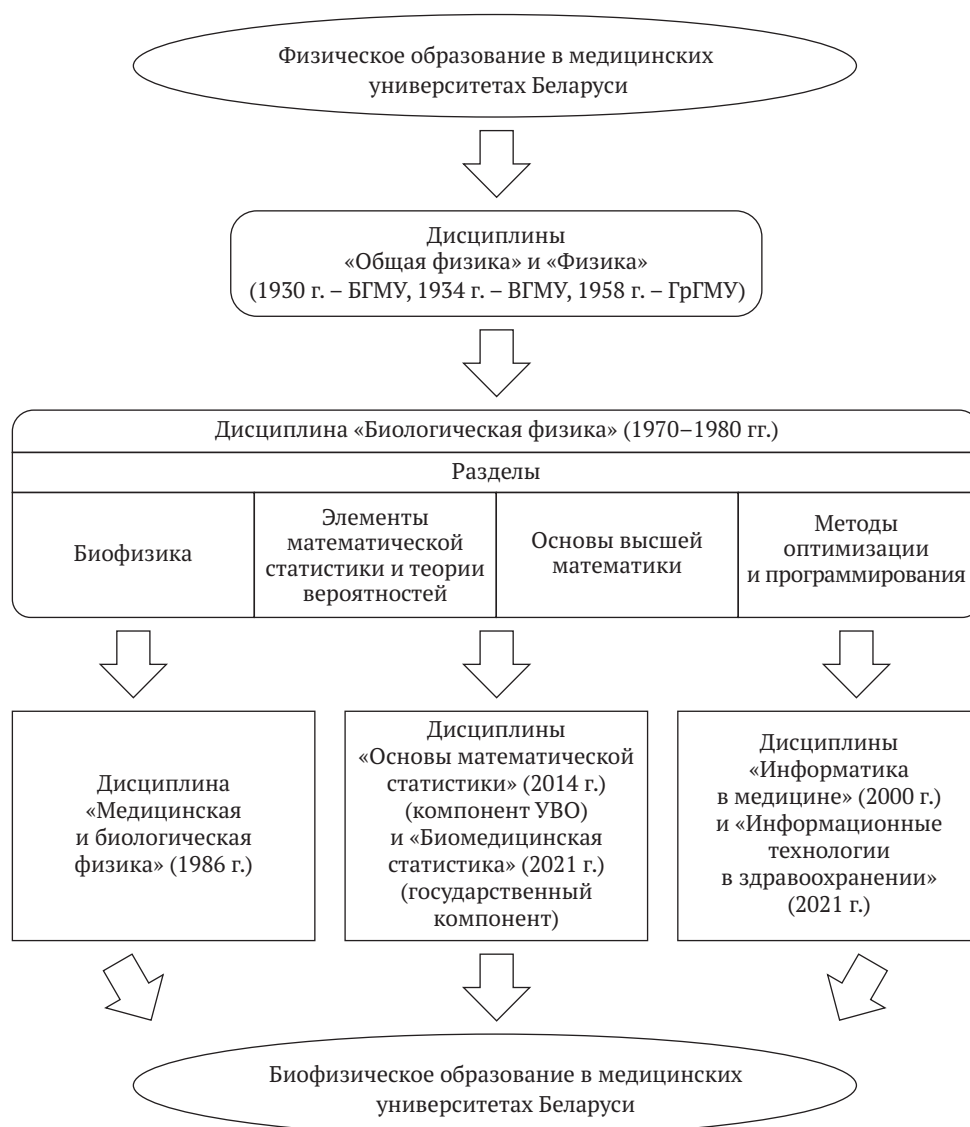 Физическое образование в медицинских
университетах Беларуси
Дисциплины
«Общая физика» и «Физика»
(1930 г. – БГМУ, 1934 г. – ВГМУ, 1958 г. – ГрГМУ)
Дисциплина «Биологическая физика» (1970–1980 гг.)
Разделы
Биофизика
Элементы
математической
статистики и теории
вероятностей
Основы высшей
математики
Методы
оптимизации
и программирования
Дисциплина
«Медицинская
и биологическая
физика» (1986 г.)
Дисциплины
«Основы математической
статистики» (2014 г.)
(компонент УВО)
и «Биомедицинская
статистика» (2021 г.)
(государственный
компонент)
Дисциплины
«Информатика
в медицине» (2000 г.)
и «Информационные
технологии
в здравоохранении»
(2021 г.)
Биофизическое образование в медицинских
университетах Беларуси